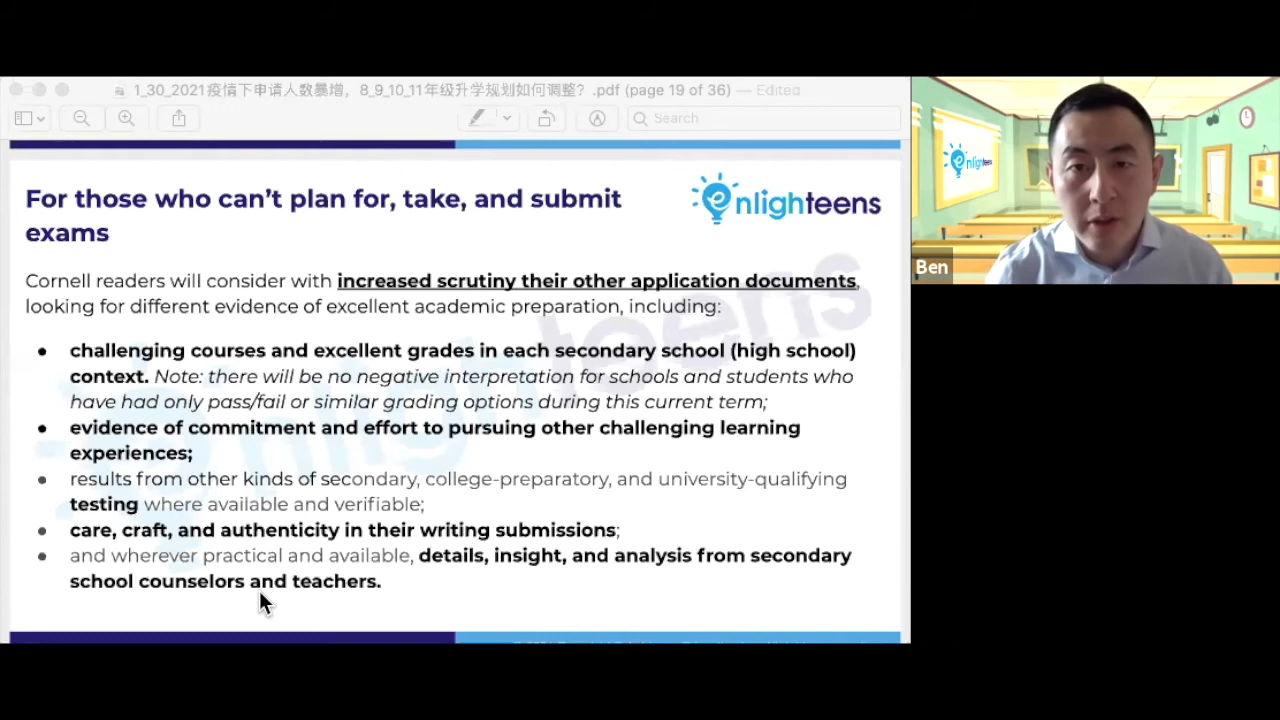 1_30_2021疫情下申请人数暴增，8_9_10_11年级升学规划如何调整？.pdf (page 19 of 36) — Edited
Search
For those who can’t plan for, take, and submit
exams
enlighteens
Cornell readers will consider with increased scrutiny their other application documents,
looking for different evidence of excellent academic preparation, including:
● challenging courses and excellent grades in each secondary school (high school)
context. Note: there will be no negative interpretation for schools and students who
have had only pass/fail or similar grading options during this current term;
● evidence of commitment and effort to pursuing other challenging learning
experiences;
● results from other kinds of secondary, college-preparatory, and university-qualifying
testing where available and verifiable;
● care, craft, and authenticity in their writing submissions;
● and wherever practical and available, details, insight, and analysis from secondary
school counselors and teachers.
enlighteens
enlighteens
Ben